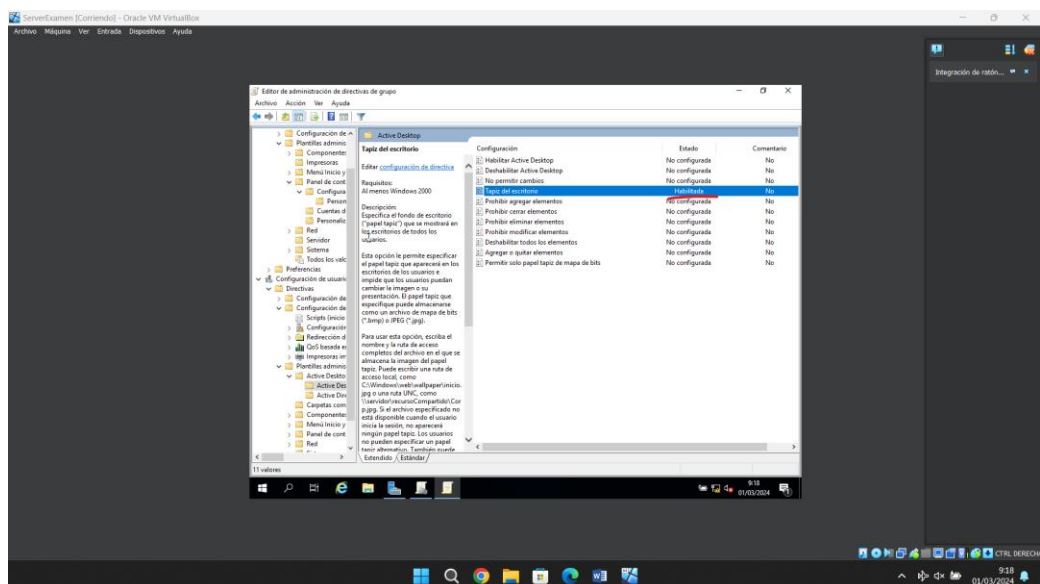 ServerExamen [Corriendo] - Oracle VM VirtualBox
Archivo Máquina Ver Entrada Dispositivos Ayuda
Integración de ratón...
Editor de administración de directivas de grupo
Archivo Acción Ver Ayuda
Configuración de
Plantillas adminis
Componentes
Impresoras
Menú Inicio y
Panel de cont
Configura
Person
Cuentas d
Personaliz
Red
Servidor
Sistema
Todos los valc
Preferencias
Configuración de usuario
Directivas
Configuración de
Configuración de
Scripts (inicio
Configuración
Redirección d
QoS basada en
Impresoras im
Plantillas adminis
Active Deskto
Active Des
Active Dire
Carpetas com
Componentes
Menú Inicio y
Panel de cont
Red
Active Desktop
Tapiz del escritorio
Editar configuración de directiva
Requisitos:
Al menos Windows 2000
Descripción:
Especifica el fondo de escritorio
("papel tapiz") que se mostrará en
los escritorios de todos los
usuarios.
Esta opción le permite especificar
el papel tapiz que aparecerá en los
escritorios de los usuarios e
impide que los usuarios puedan
cambiar la imagen o su
presentación. El papel tapiz que
especifique puede almacenarse
como un archivo de mapa de bits
(*.bmp) o JPEG (*.jpg).
Para usar esta opción, escriba el
nombre y la ruta de acceso
completos del archivo en el que se
almacena la imagen del papel
tapiz. Puede escribir una ruta de
acceso local, como
C:\Windows\web\wallpaper\inicio.
jpg o una ruta UNC, como
\\servidor\recursoCompartido\Cor
p.jpg. Si el archivo especificado no
está disponible cuando el usuario
inicia la sesión, no aparecerá
ningún papel tapiz. Los usuarios
no pueden especificar un papel
tapiz alternativo. También puede
Configuración Estado Comentario
Habilitar Active Desktop No configurada No
Deshabilitar Active Desktop No configurada No
No permitir cambios No configurada No
Tapiz del escritorio Habilitada No
Prohibir agregar elementos No configurada No
Prohibir cerrar elementos No configurada No
Prohibir eliminar elementos No configurada No
Prohibir modificar elementos No configurada No
Deshabilitar todos los elementos No configurada No
Agregar o quitar elementos No configurada No
Permitir solo papel tapiz de mapa de bits No configurada No
Extendido Estándar
11 valores
9:18
01/03/2024
CTRL DERECHA
9:18
01/03/2024